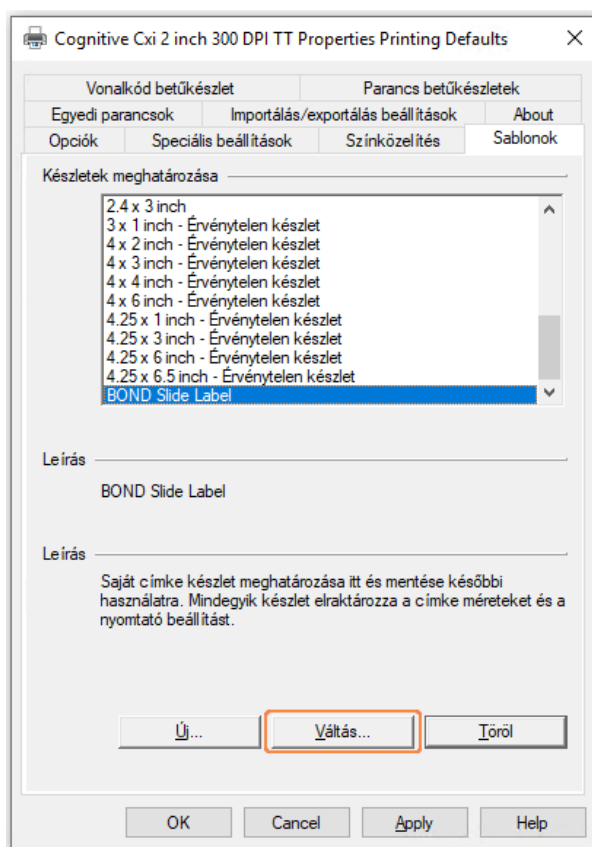 Cognitive Cxi 2 inch 300 DPI TT Properties Printing Defaults
Vonalkód betűkészlet Parancs betűkészletek
Egyedi parancsok Importálás/exportálás beállítások About
Opciók Speciális beállítások Színközelítés Sablonok
Készletek meghatározása
2.4 x 3 inch
3 x 1 inch - Érvénytelen készlet
4 x 2 inch - Érvénytelen készlet
4 x 3 inch - Érvénytelen készlet
4 x 4 inch - Érvénytelen készlet
4 x 6 inch - Érvénytelen készlet
4.25 x 1 inch - Érvénytelen készlet
4.25 x 3 inch - Érvénytelen készlet
4.25 x 6 inch - Érvénytelen készlet
4.25 x 6.5 inch - Érvénytelen készlet
BOND Slide Label
Leírás
BOND Slide Label
Leírás
Saját címke készlet meghatározása itt és mentése későbbi
használatra. Mindegyik készlet elraktározza a címke méreteket és a
nyomtató beállítást.
Új... Váltás... Töröl
OK Cancel Apply Help